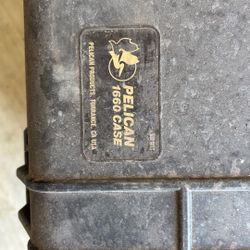 PELICAN
1660 CASE
PELICAN PRODUCTS, TORRANCE, CA USA